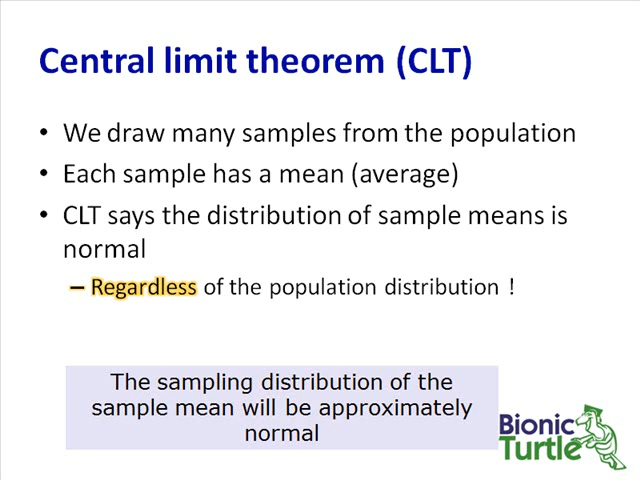 Central limit theorem (CLT)
• We draw many samples from the population
• Each sample has a mean (average)
• CLT says the distribution of sample means is
normal
– Regardless of the population distribution !
The sampling distribution of the
sample mean will be approximately
normal
Bionic
Turtle